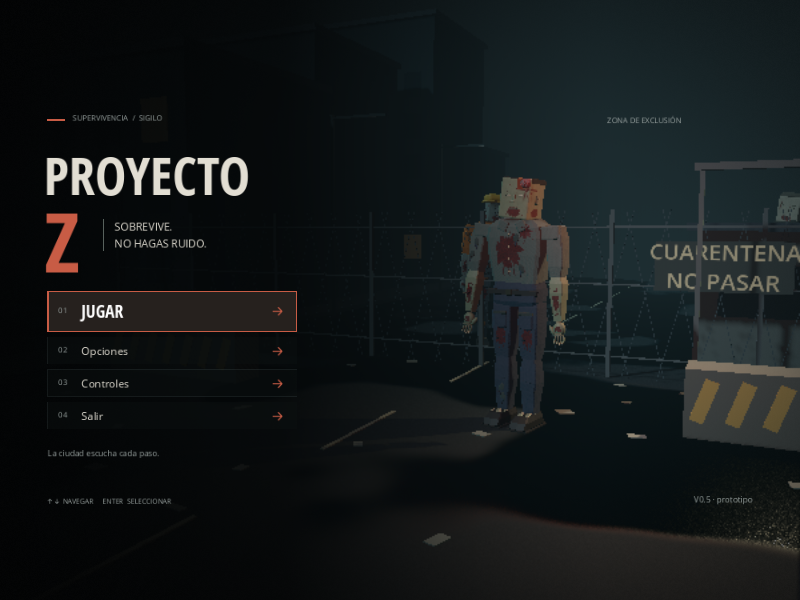 SUPERVIVENCIA / SIGILO
ZONA DE EXCLUSIÓN
PROYECTO
Z
SOBREVIVE.
NO HAGAS RUIDO.
CUARENTENA
NO PASAR
01 JUGAR →
02 Opciones →
03 Controles →
04 Salir →
La ciudad escucha cada paso.
↑↓ NAVEGAR ENTER SELECCIONAR
V0.5 · prototipo